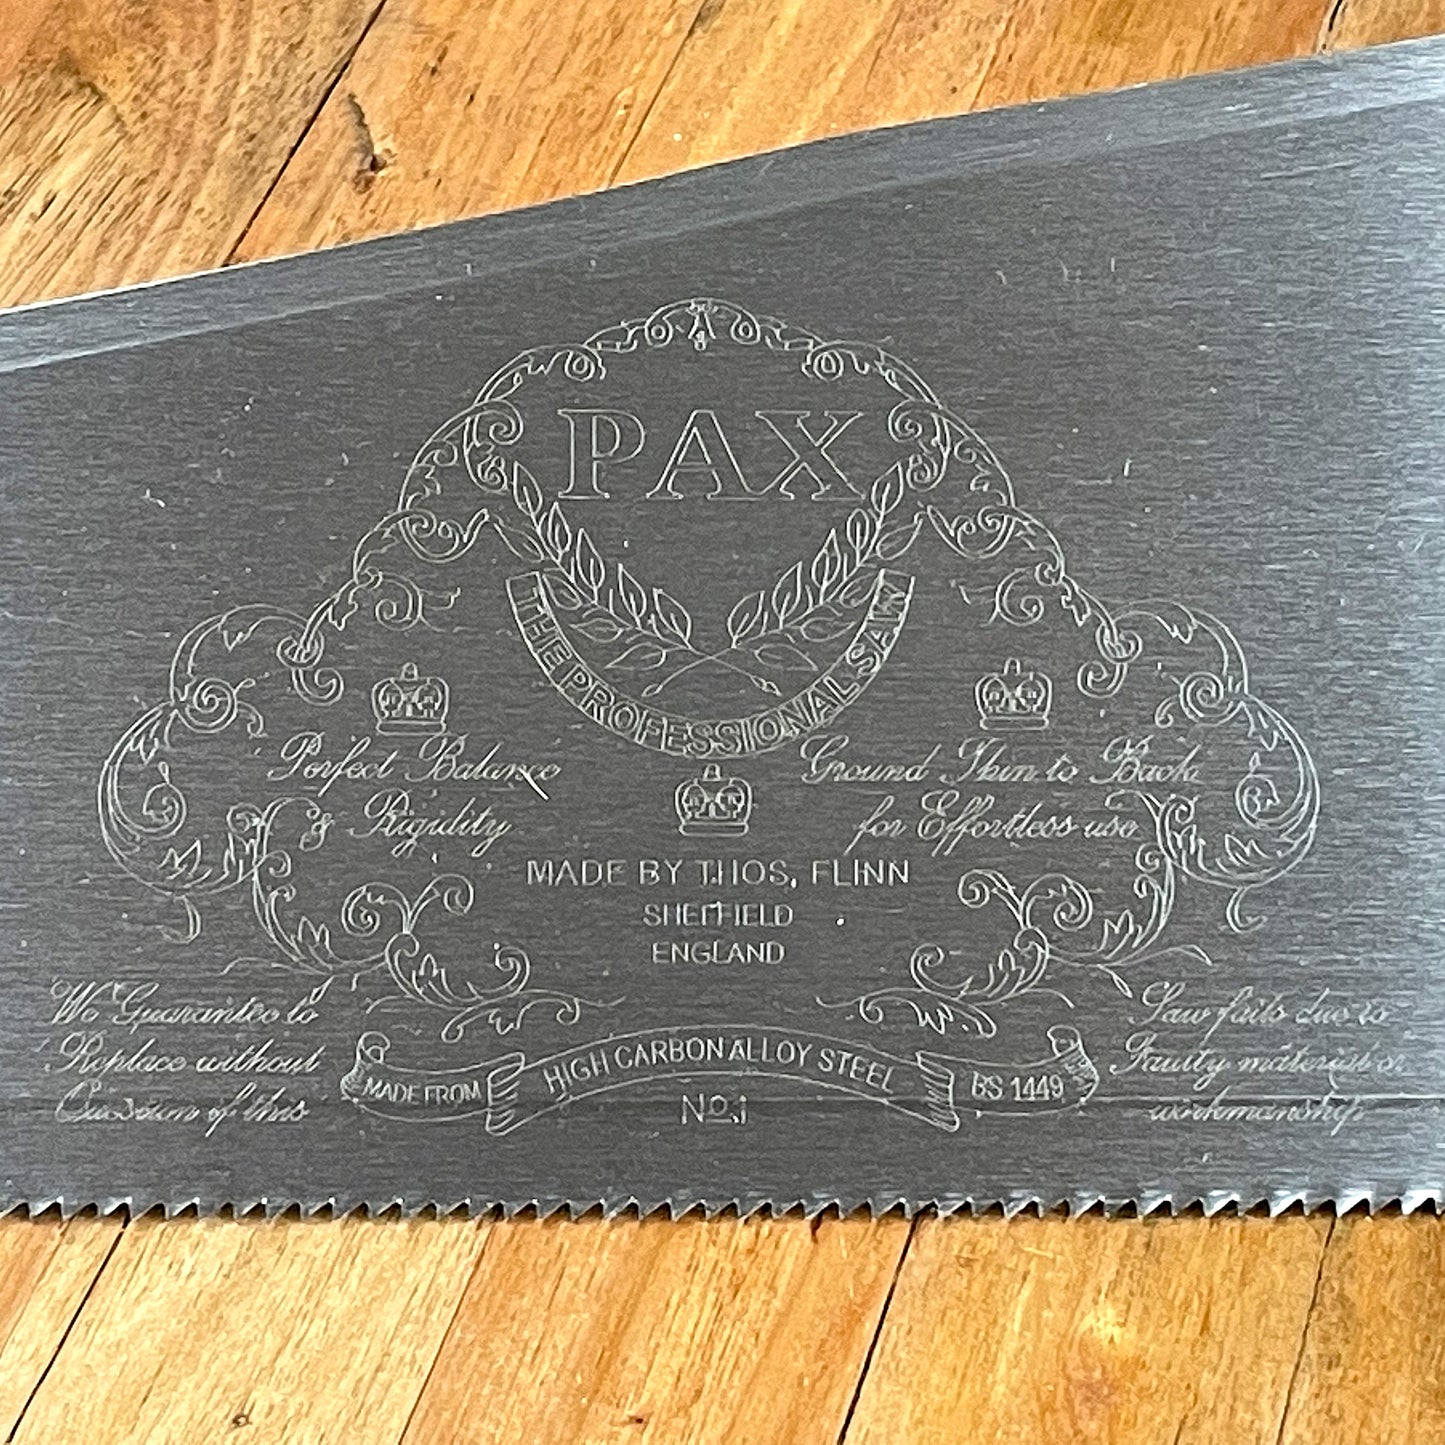 PAX
THE PROFESSIONAL SAW
Perfect Balance
& Rigidity
Ground Thin to Back
for Effortless use
MADE BY THOS. FLINN
SHEFFIELD
ENGLAND
We Guarantee to
Replace without
Question if this
Saw fails due to
Faulty material or
workmanship
MADE FROM
HIGH CARBON ALLOY STEEL
BS 1449
No.1